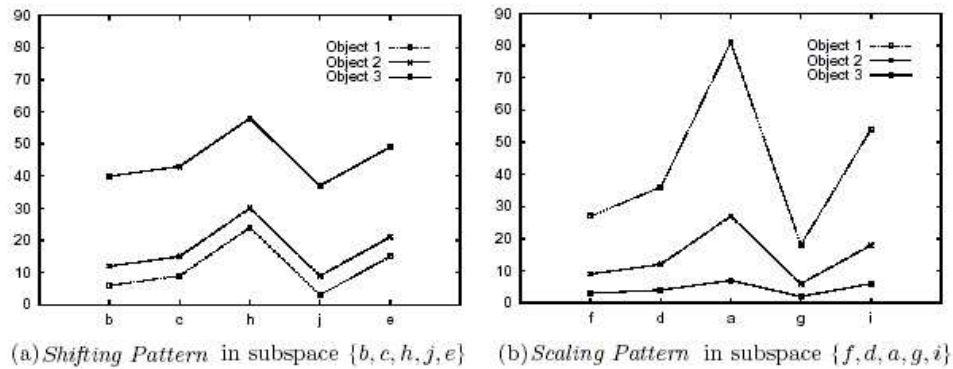 90
80
70
60
50
40
30
20
10
0
Object 1
Object 2
Object 3
b c h j e
(a) Shifting Pattern in subspace {b, c, h, j, e}
90
80
70
60
50
40
30
20
10
0
Object 1
Object 2
Object 3
f d a g i
(b) Scaling Pattern in subspace {f, d, a, g, i}